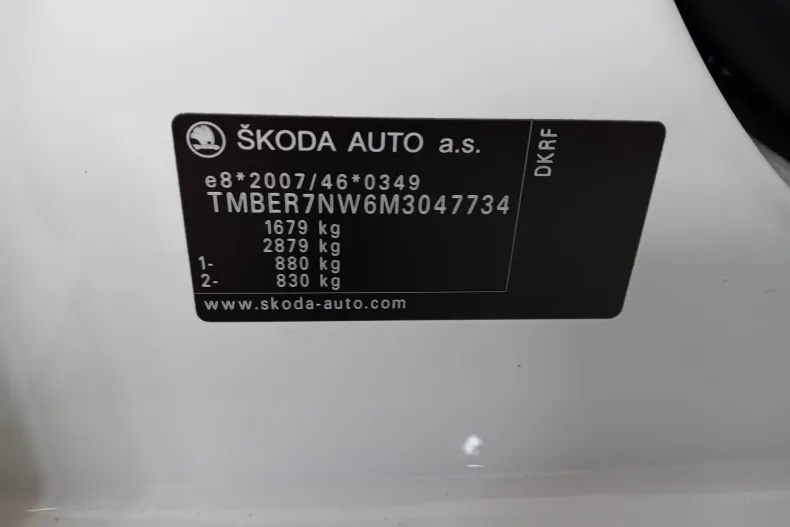 ŠKODA AUTO a.s.
DKRF
e8*2007/46*0349
TMBER7NW6M3047734
1679 kg
2879 kg
1- 880 kg
2- 830 kg
www.skoda-auto.com